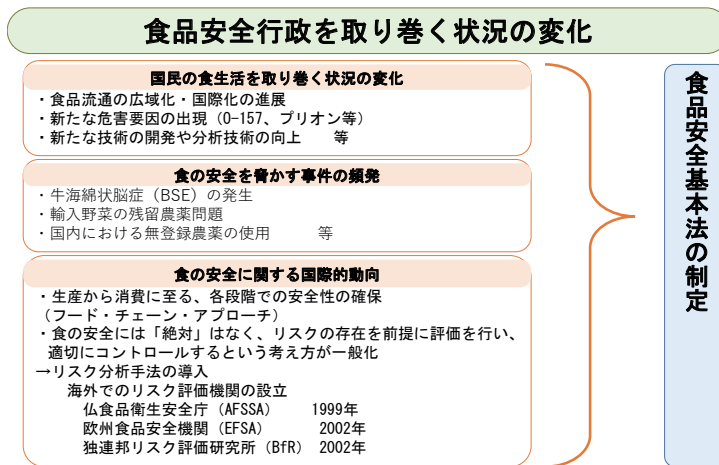 食品安全行政を取り巻く状況の変化
国民の食生活を取り巻く状況の変化
・食品流通の広域化・国際化の進展
・新たな危害要因の出現（O-157、プリオン等）
・新たな技術の開発や分析技術の向上　　等
食の安全を脅かす事件の頻発
・牛海綿状脳症（BSE）の発生
・輸入野菜の残留農薬問題
・国内における無登録農薬の使用　　　等
食の安全に関する国際的動向
・生産から消費に至る、各段階での安全性の確保
（フード・チェーン・アプローチ）
・食の安全には「絶対」はなく、リスクの存在を前提に評価を行い、
適切にコントロールするという考え方が一般化
→リスク分析手法の導入
海外でのリスク評価機関の設立
仏食品衛生安全庁（AFSSA）　　1999年
欧州食品安全機関（EFSA）　　　2002年
独連邦リスク評価研究所（BfR）　2002年
食品安全基本法の制定